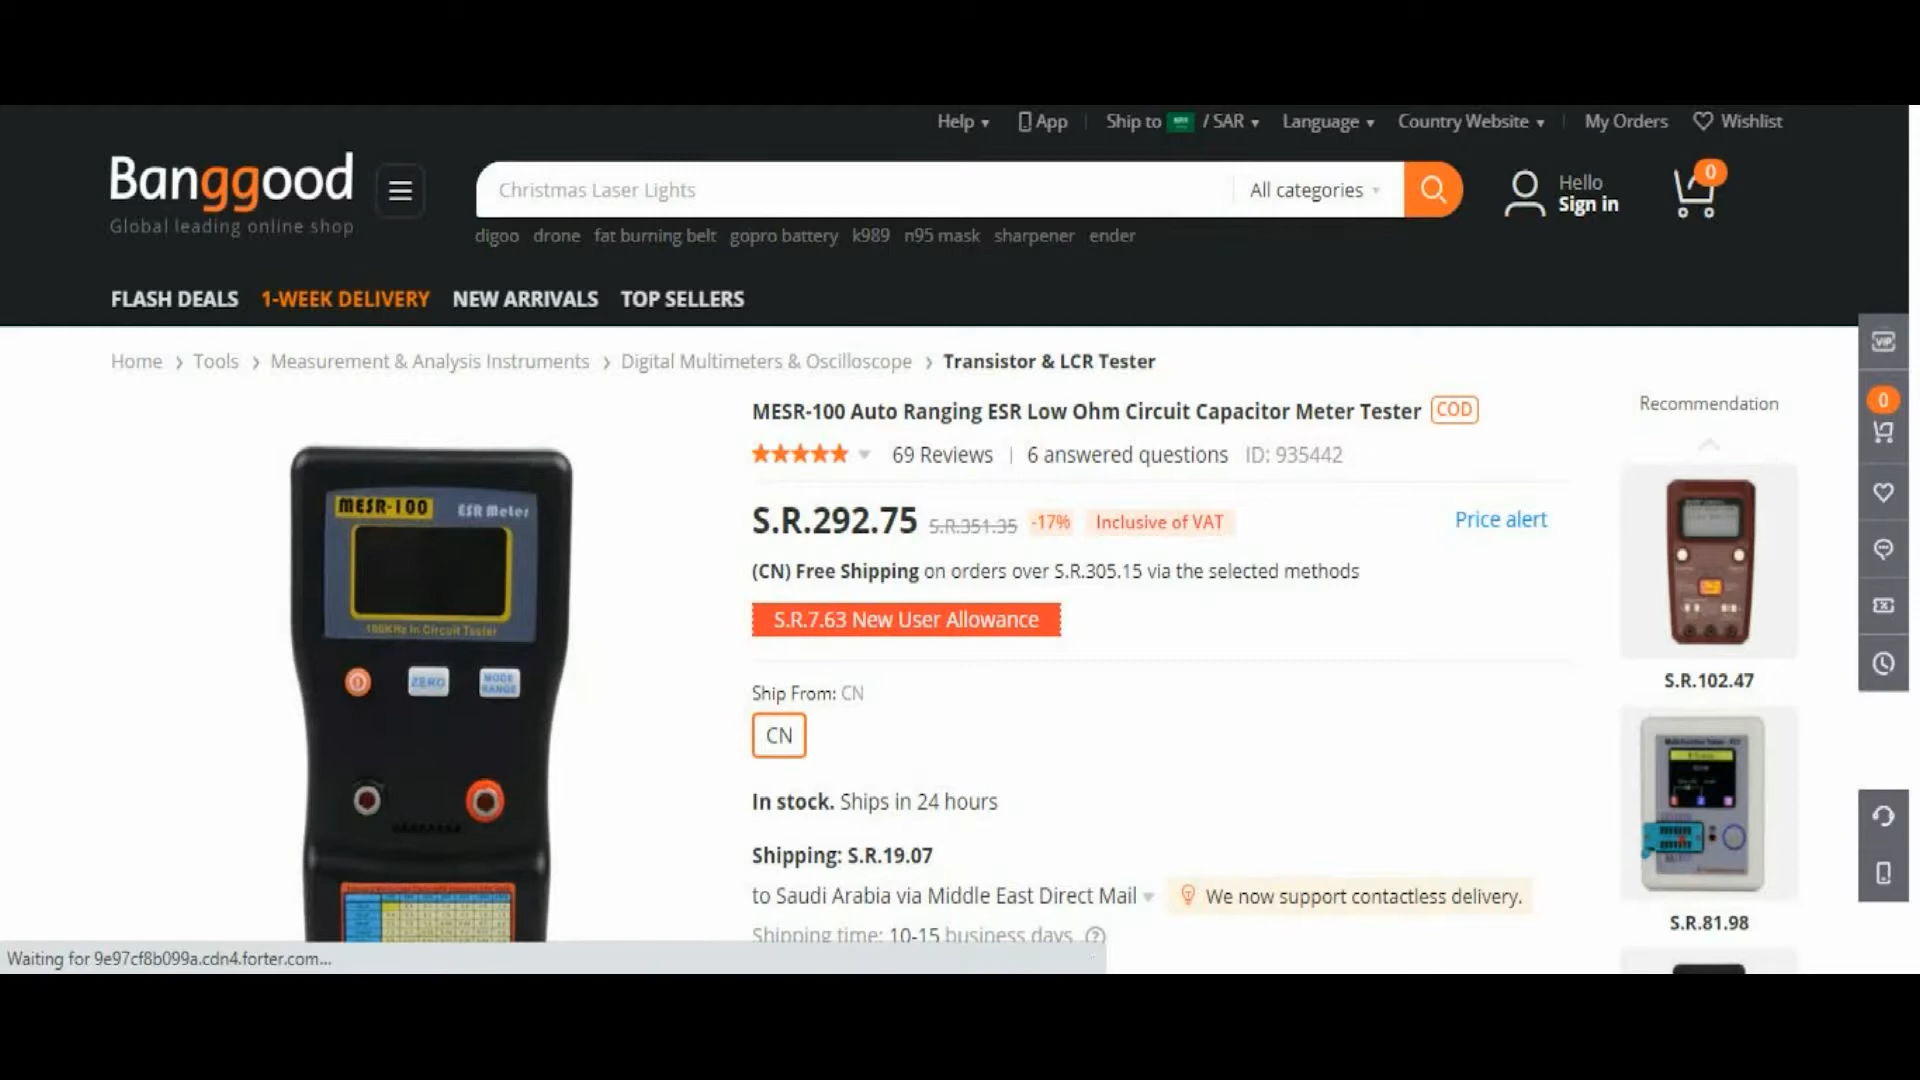 Help App Ship to / SAR Language Country Website My Orders Wishlist
Banggood
Global leading online shop
Christmas Laser Lights All categories
Hello
Sign in
0
digoo drone fat burning belt gopro battery k989 n95 mask sharpener ender
FLASH DEALS 1-WEEK DELIVERY NEW ARRIVALS TOP SELLERS
Home > Tools > Measurement & Analysis Instruments > Digital Multimeters & Oscilloscope > Transistor & LCR Tester
MESR-100 Auto Ranging ESR Low Ohm Circuit Capacitor Meter Tester COD
69 Reviews | 6 answered questions ID: 935442
S.R.292.75 S.R.351.35 -17% Inclusive of VAT Price alert
(CN) Free Shipping on orders over S.R.305.15 via the selected methods
S.R.7.63 New User Allowance
Ship From: CN
CN
In stock. Ships in 24 hours
Shipping: S.R.19.07
to Saudi Arabia via Middle East Direct Mail We now support contactless delivery.
Shipping time: 10-15 business days ?
MESR-100 ESR Meter
100KHz In Circuit Tester
ZERO
MODE
RANGE
Recommendation
S.R.102.47
S.R.81.98
VIP
0
Waiting for 9e97cf8b099a.cdn4.forter.com...